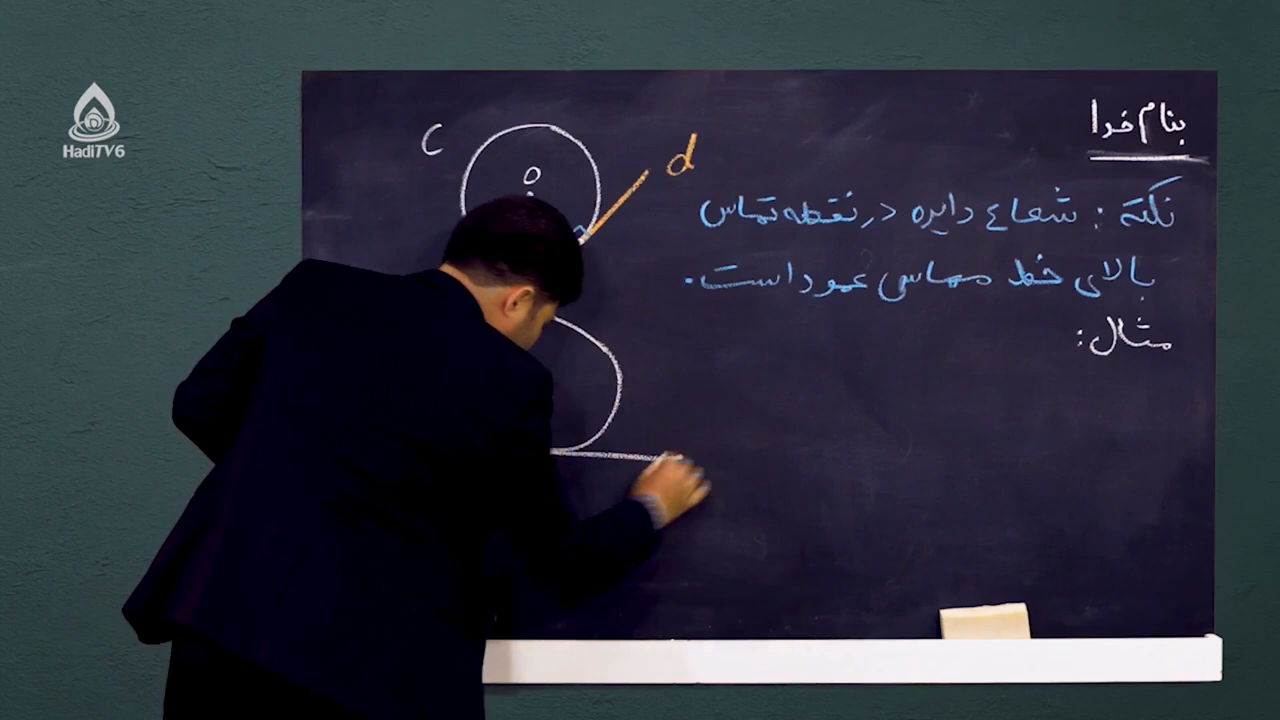 بنام خدا
نکته: شعاع دایره در نقطه تماس
بالای خط مماس عمود است.
مثال:
C
O
d
HadiTV6